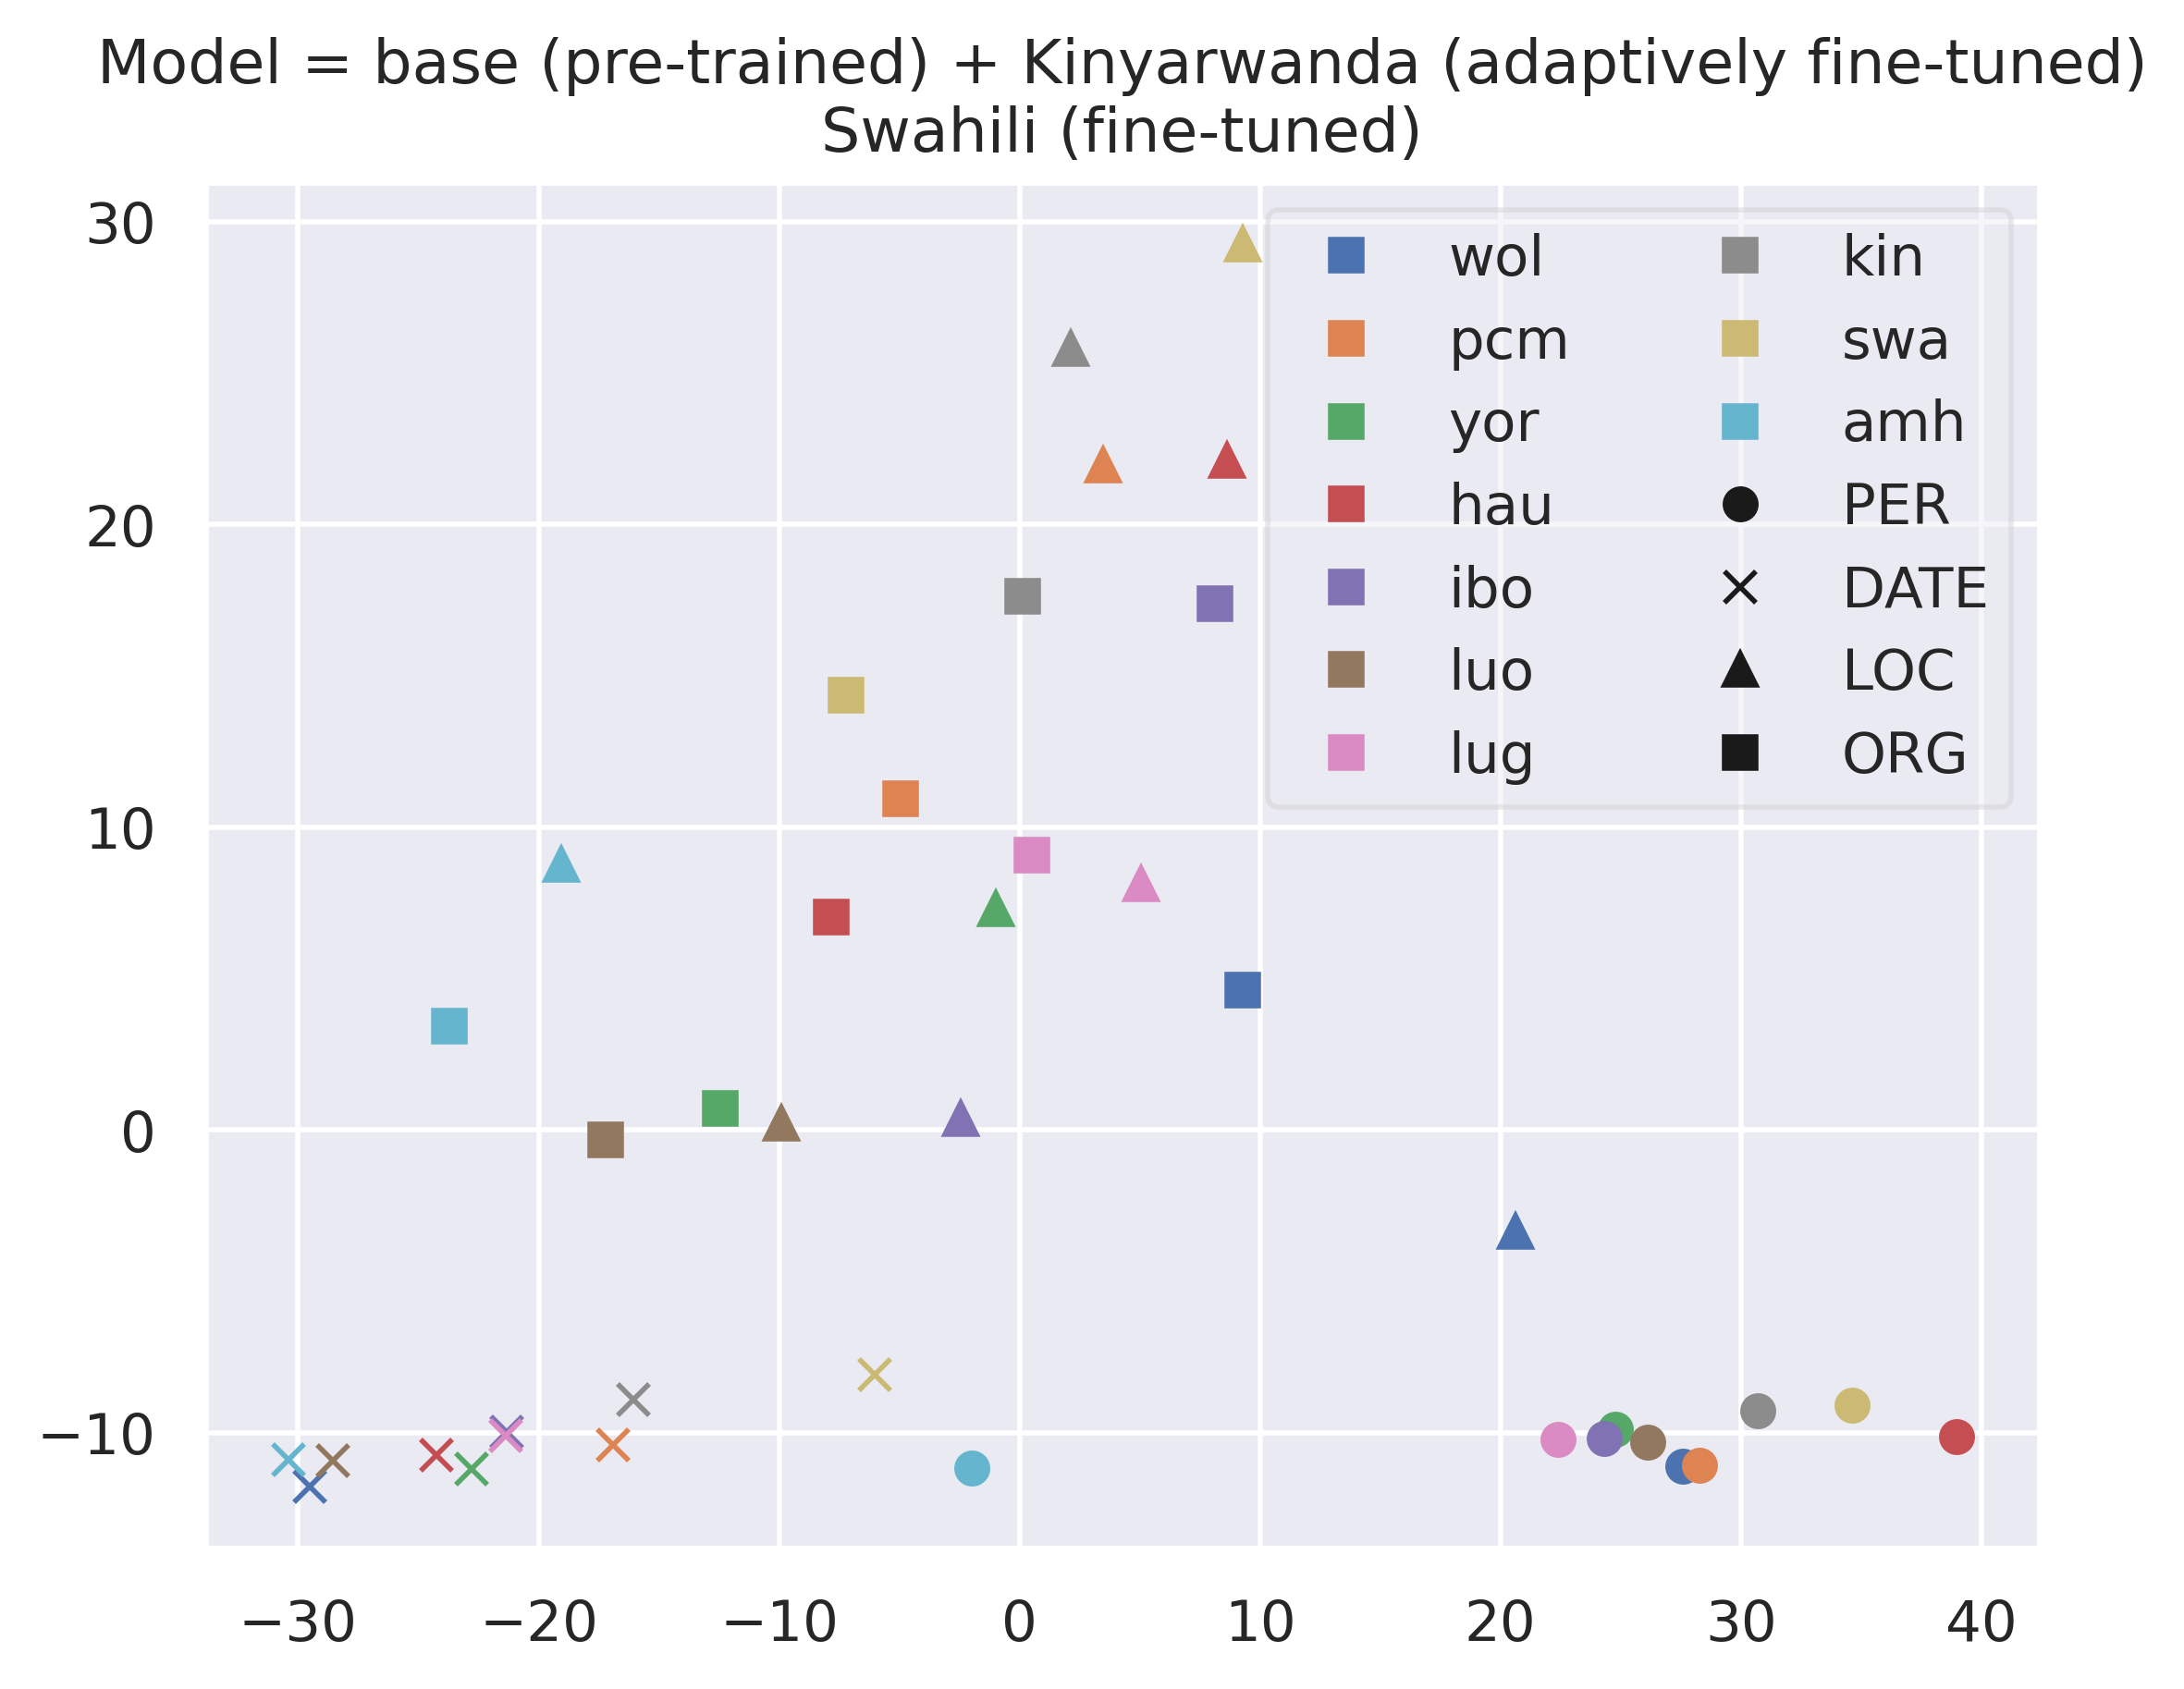 Model = base (pre-trained) + Kinyarwanda (adaptively fine-tuned)
Swahili (fine-tuned)
30
20
10
0
−10
wol
pcm
yor
hau
ibo
luo
lug
kin
swa
amh
PER
DATE
LOC
ORG
−30 −20 −10 0 10 20 30 40